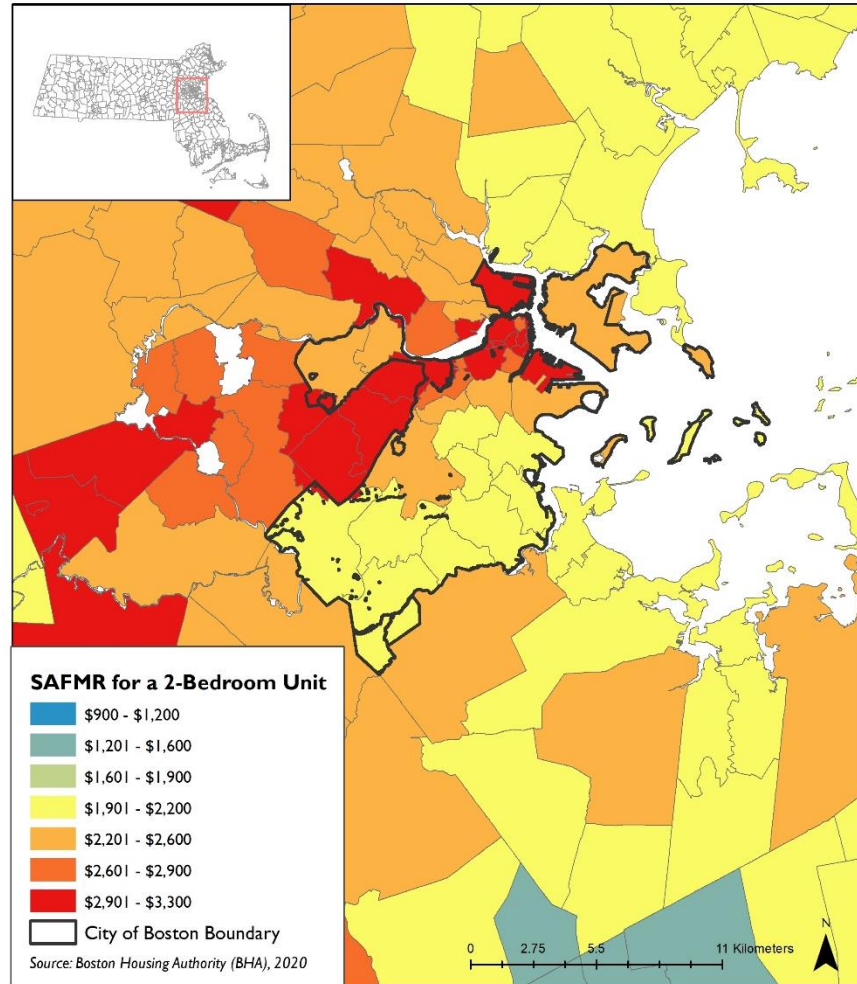 SAFMR for a 2-Bedroom Unit
$900 - $1,200
$1,201 - $1,600
$1,601 - $1,900
$1,901 - $2,200
$2,201 - $2,600
$2,601 - $2,900
$2,901 - $3,300
City of Boston Boundary
Source: Boston Housing Authority (BHA), 2020
0 2.75 5.5 11 Kilometers
N